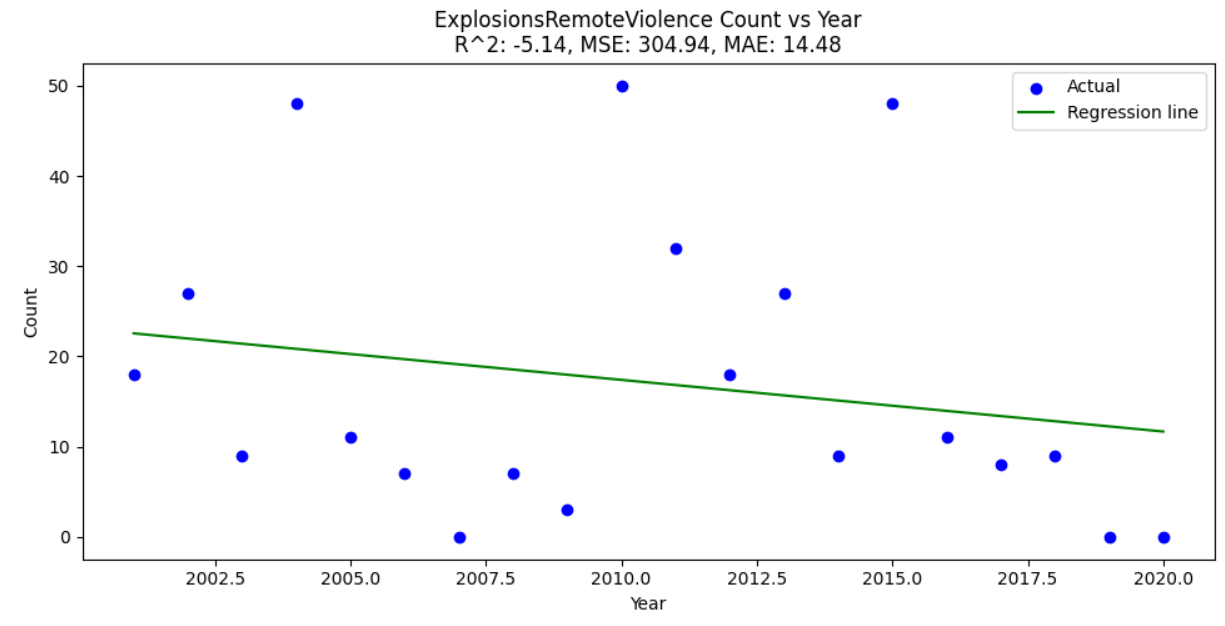 ExplosionsRemoteViolence Count vs Year
R^2: -5.14, MSE: 304.94, MAE: 14.48
Actual
Regression line
50
40
30
20
10
0
Count
2002.5
2005.0
2007.5
2010.0
2012.5
2015.0
2017.5
2020.0
Year